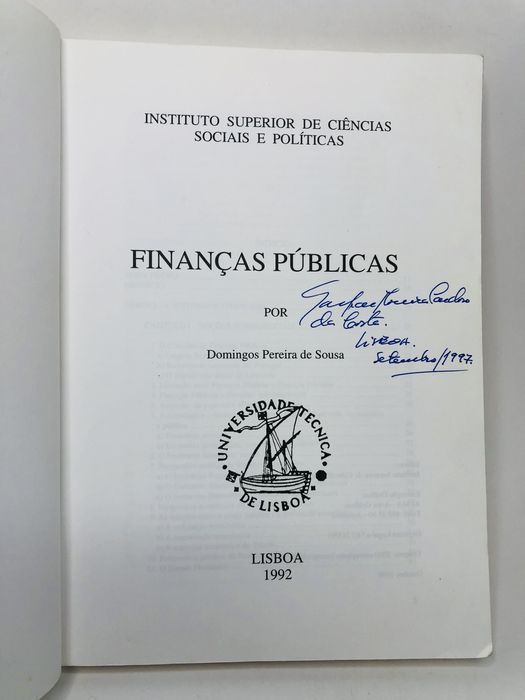 INSTITUTO SUPERIOR DE CIÊNCIAS
SOCIAIS E POLÍTICAS
FINANÇAS PÚBLICAS
POR
da Costa.
LISBOA.
Setembro/1997.
Domingos Pereira de Sousa
UNIVERSIDADE TECNICA
DE LISBOA
LISBOA
1992